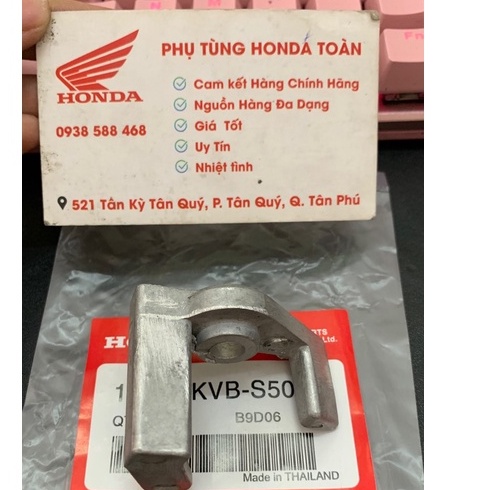 PHỤ TÙNG HONDA TOÀN
HONDA
0938 588 468
Cam kết Hàng Chính Hãng
Nguồn Hàng Đa Dạng
Giá Tốt
Uy Tín
Nhiệt tình
521 Tân Kỳ Tân Quý, P. Tân Quý, Q. Tân Phú
Ltd.
KVB-S50
B9D06
Made in THAILAND